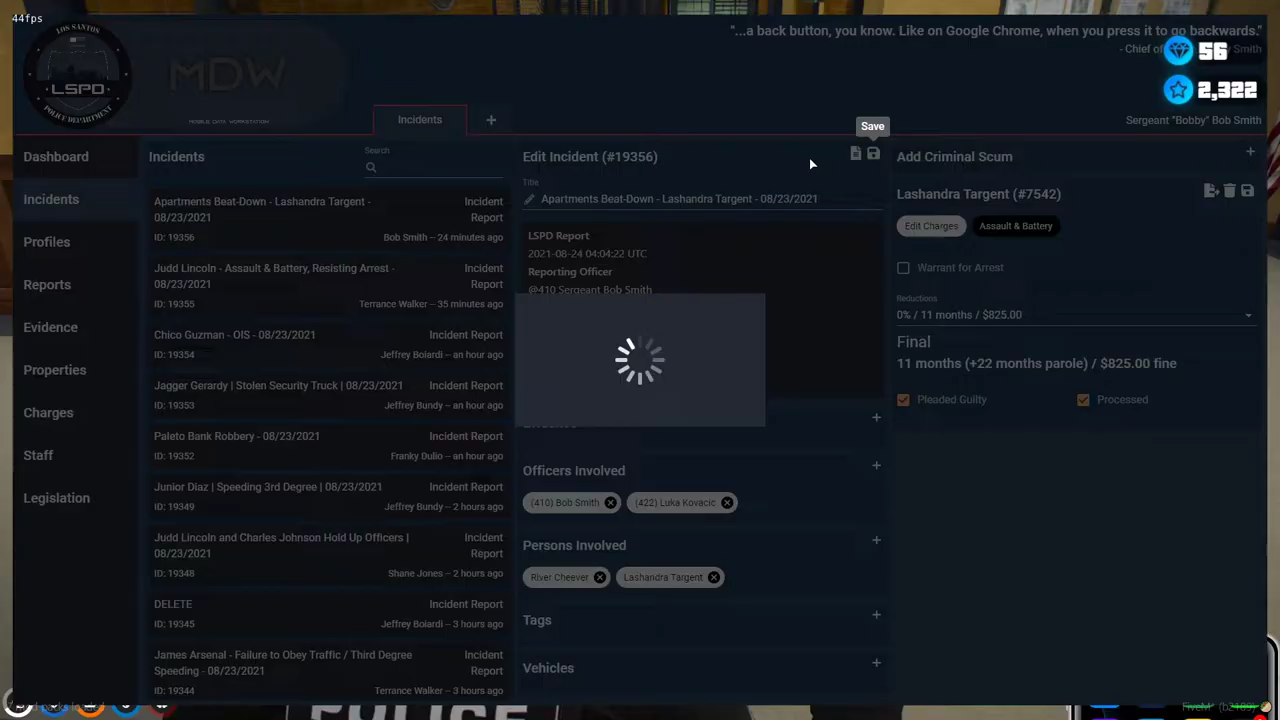 44fps
LOS SANTOS
LSPD
POLICE DEPARTMENT
MDW
MOBILE DATA WORKSTATION
"...a back button, you know. Like on Google Chrome, when you press it to go backwards."
- Chief of Smith
56
2,322
Sergeant "Bobby" Bob Smith
Incidents
+
Save
Dashboard
Incidents
Profiles
Reports
Evidence
Properties
Charges
Staff
Legislation
Incidents
Search
Apartments Beat-Down - Lashandra Targent - 08/23/2021
Incident Report
ID: 19356
Bob Smith – 24 minutes ago
Judd Lincoln - Assault & Battery, Resisting Arrest - 08/23/2021
Incident Report
ID: 19355
Terrance Walker – 35 minutes ago
Chico Guzman - OIS - 08/23/2021
Incident Report
ID: 19354
Jeffrey Boiardi – an hour ago
Jagger Gerardy | Stolen Security Truck | 08/23/2021
Incident Report
ID: 19353
Jeffrey Bundy – an hour ago
Paleto Bank Robbery - 08/23/2021
Incident Report
ID: 19352
Franky Dulio – an hour ago
Junior Diaz | Speeding 3rd Degree | 08/23/2021
Incident Report
ID: 19349
Jeffrey Bundy – 2 hours ago
Judd Lincoln and Charles Johnson Hold Up Officers | 08/23/2021
Incident Report
ID: 19348
Shane Jones – 2 hours ago
DELETE
Incident Report
ID: 19345
Jeffrey Boiardi – 3 hours ago
James Arsenal - Failure to Obey Traffic / Third Degree Speeding - 08/23/2021
Incident Report
ID: 19344
Terrance Walker – 3 hours ago
Edit Incident (#19356)
Title
Apartments Beat-Down - Lashandra Targent - 08/23/2021
LSPD Report
2021-08-24 04:04:22 UTC
Reporting Officer
@410 Sergeant Bob Smith
Officers Involved
(410) Bob Smith
(422) Luka Kovacic
Persons Involved
River Cheever
Lashandra Targent
Tags
Vehicles
Add Criminal Scum
Lashandra Targent (#7542)
Edit Charges
Assault & Battery
Warrant for Arrest
Reductions
0% / 11 months / $825.00
Final
11 months (+22 months parole) / $825.00 fine
Pleaded Guilty
Processed
POLICE